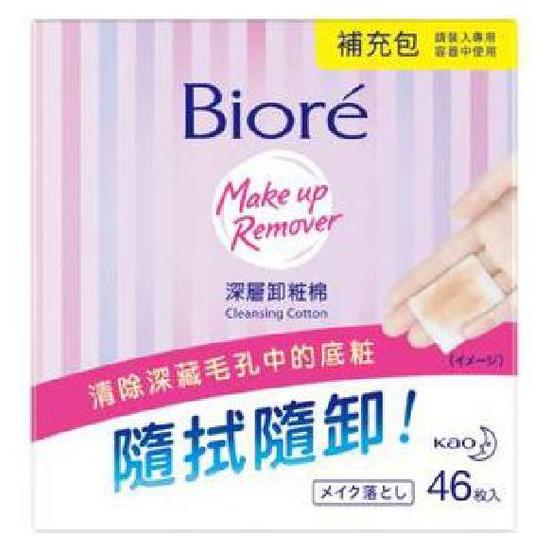 補充包
請裝入專用
容器中使用
Bioré
Make up
Remover
深層卸粧棉
Cleansing Cotton
清除深藏毛孔中的底粧
(イメージ)
隨拭隨卸！
Kao
メイク落とし
46枚入